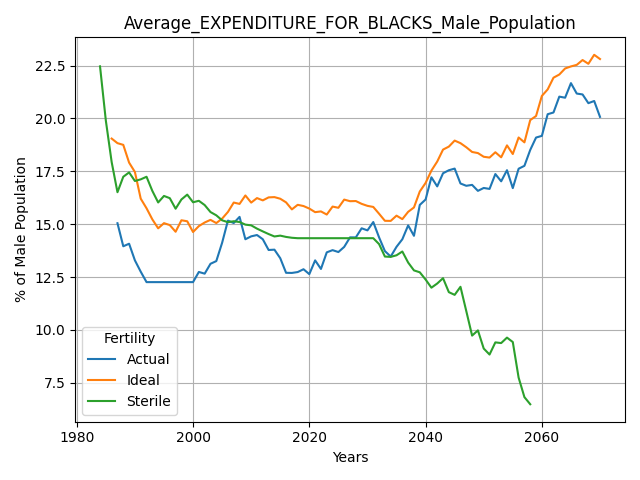 Average_EXPENDITURE_FOR_BLACKS_Male_Population
% of Male Population
22.5
20.0
17.5
15.0
12.5
10.0
7.5
Fertility
Actual
Ideal
Sterile
1980 2000 2020 2040 2060
Years